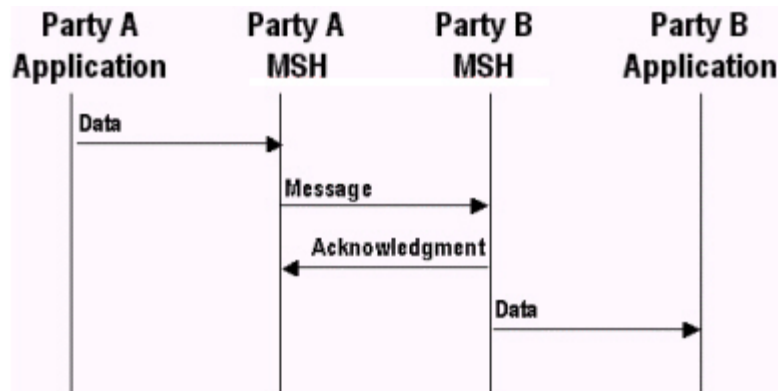 Party A Party A Party B Party B
Application MSH MSH Application
Data
Message
Acknowledgment
Data